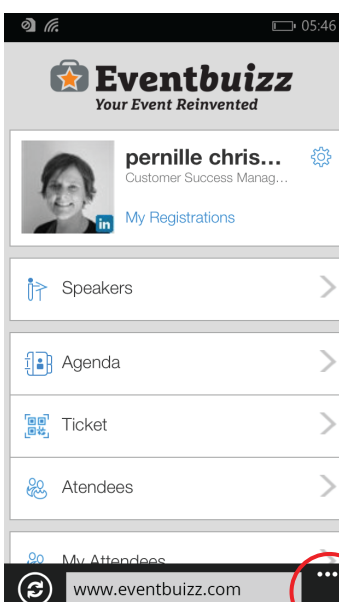 05:46
Eventbuizz
Your Event Reinvented
pernille chris...
Customer Success Manag...
in
My Registrations
Speakers
Agenda
Ticket
Atendees
My Attendees
www.eventbuizz.com